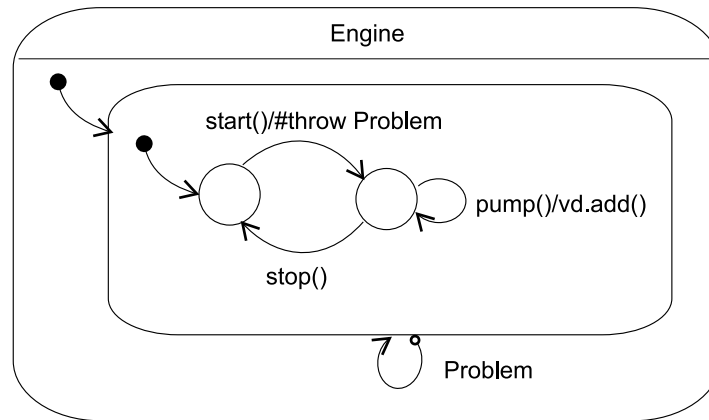 Engine
start()/#throw Problem
pump()/vd.add()
stop()
Problem